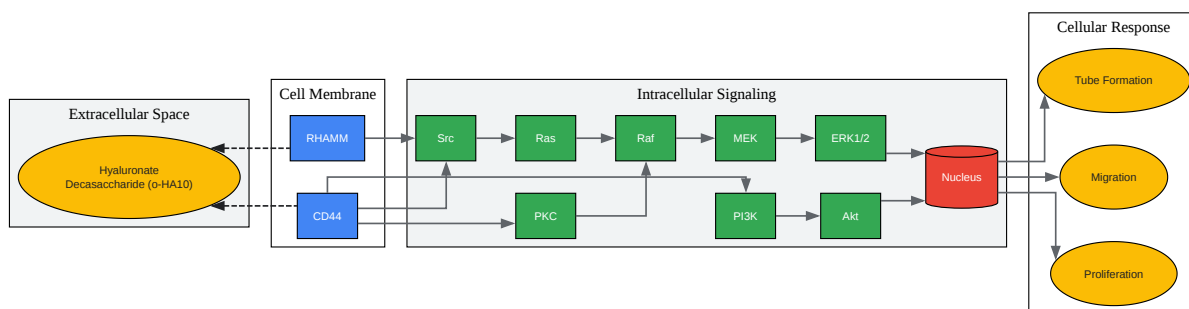 Extracellular Space
Hyaluronate
Decasaccharide (o-HA10)
Cell Membrane
RHAMM
CD44
Intracellular Signaling
Src
Ras
Raf
MEK
ERK1/2
PKC
PI3K
Akt
Nucleus
Cellular Response
Tube Formation
Migration
Proliferation